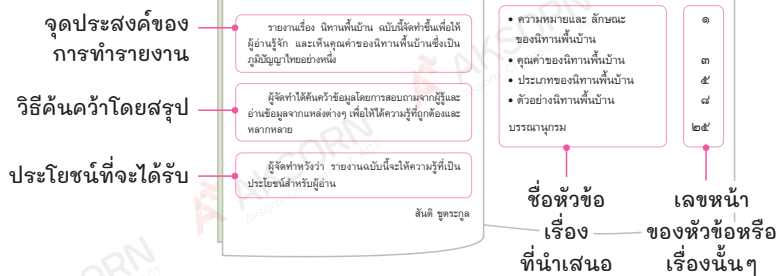 จุดประสงค์ของ
การทำรายงาน
รายงานเรื่อง นิทานพื้นบ้าน ฉบับนี้จัดทำขึ้นเพื่อให้
ผู้อ่านรู้จัก และเห็นคุณค่าของนิทานพื้นบ้านซึ่งเป็น
ภูมิปัญญาไทยอย่างหนึ่ง
วิธีค้นคว้าโดยสรุป
ผู้จัดทำได้ค้นคว้าข้อมูลโดยการสอบถามจากผู้รู้และ
อ่านข้อมูลจากแหล่งต่างๆ เพื่อให้ได้ความรู้ที่ถูกต้องและ
หลากหลาย
ประโยชน์ที่จะได้รับ
ผู้จัดทำหวังว่า รายงานฉบับนี้จะให้ความรู้ที่เป็น
ประโยชน์สำหรับผู้อ่าน
สันติ ชูตระกูล
• ความหมายและ ลักษณะ ๑
ของนิทานพื้นบ้าน
• คุณค่าของนิทานพื้นบ้าน ๓
• ประเภทของนิทานพื้นบ้าน ๕
• ตัวอย่างนิทานพื้นบ้าน ๘
บรรณานุกรม ๒๕
ชื่อหัวข้อ
เรื่อง
ที่นำเสนอ
เลขหน้า
ของหัวข้อหรือ
เรื่องนั้นๆ
AKSORN
AKSORN